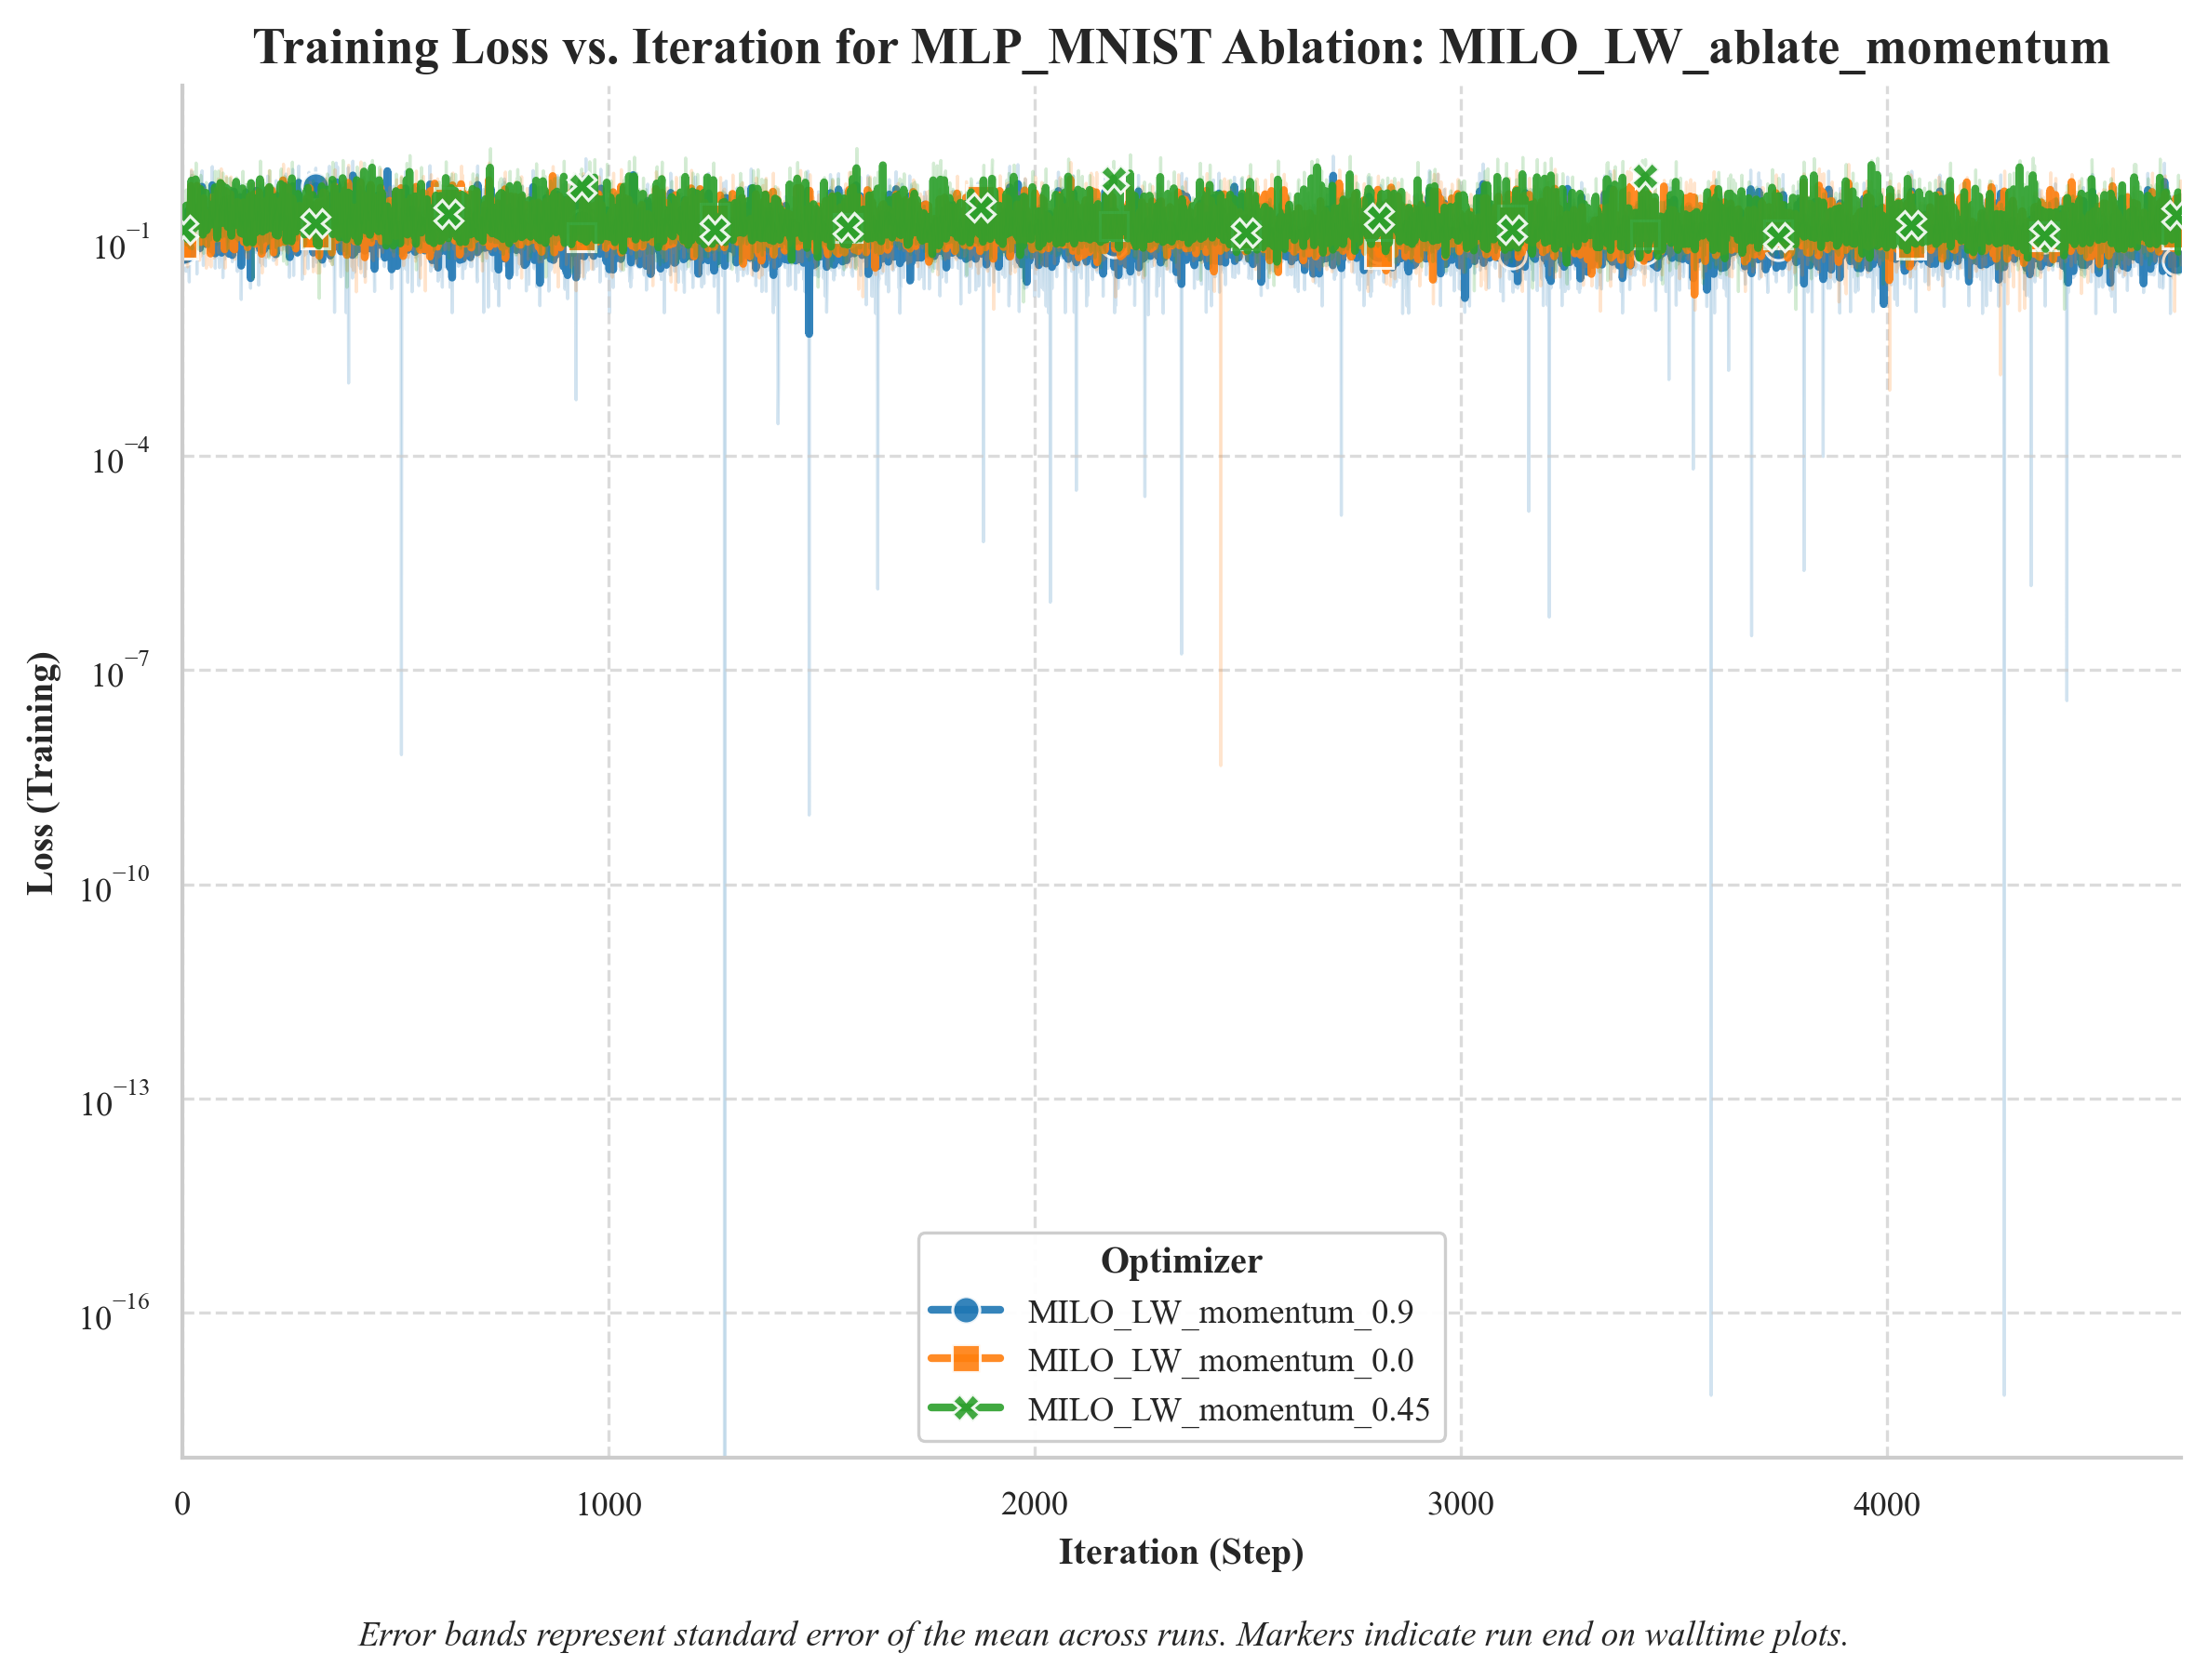 Training Loss vs. Iteration for MLP_MNIST Ablation: MILO_LW_ablate_momentum
10⁻¹
10⁻⁴
10⁻⁷
10⁻¹⁰
10⁻¹³
10⁻¹⁶
Loss (Training)
Optimizer
MILO_LW_momentum_0.9
MILO_LW_momentum_0.0
MILO_LW_momentum_0.45
0 1000 2000 3000 4000
Iteration (Step)
Error bands represent standard error of the mean across runs. Markers indicate run end on walltime plots.